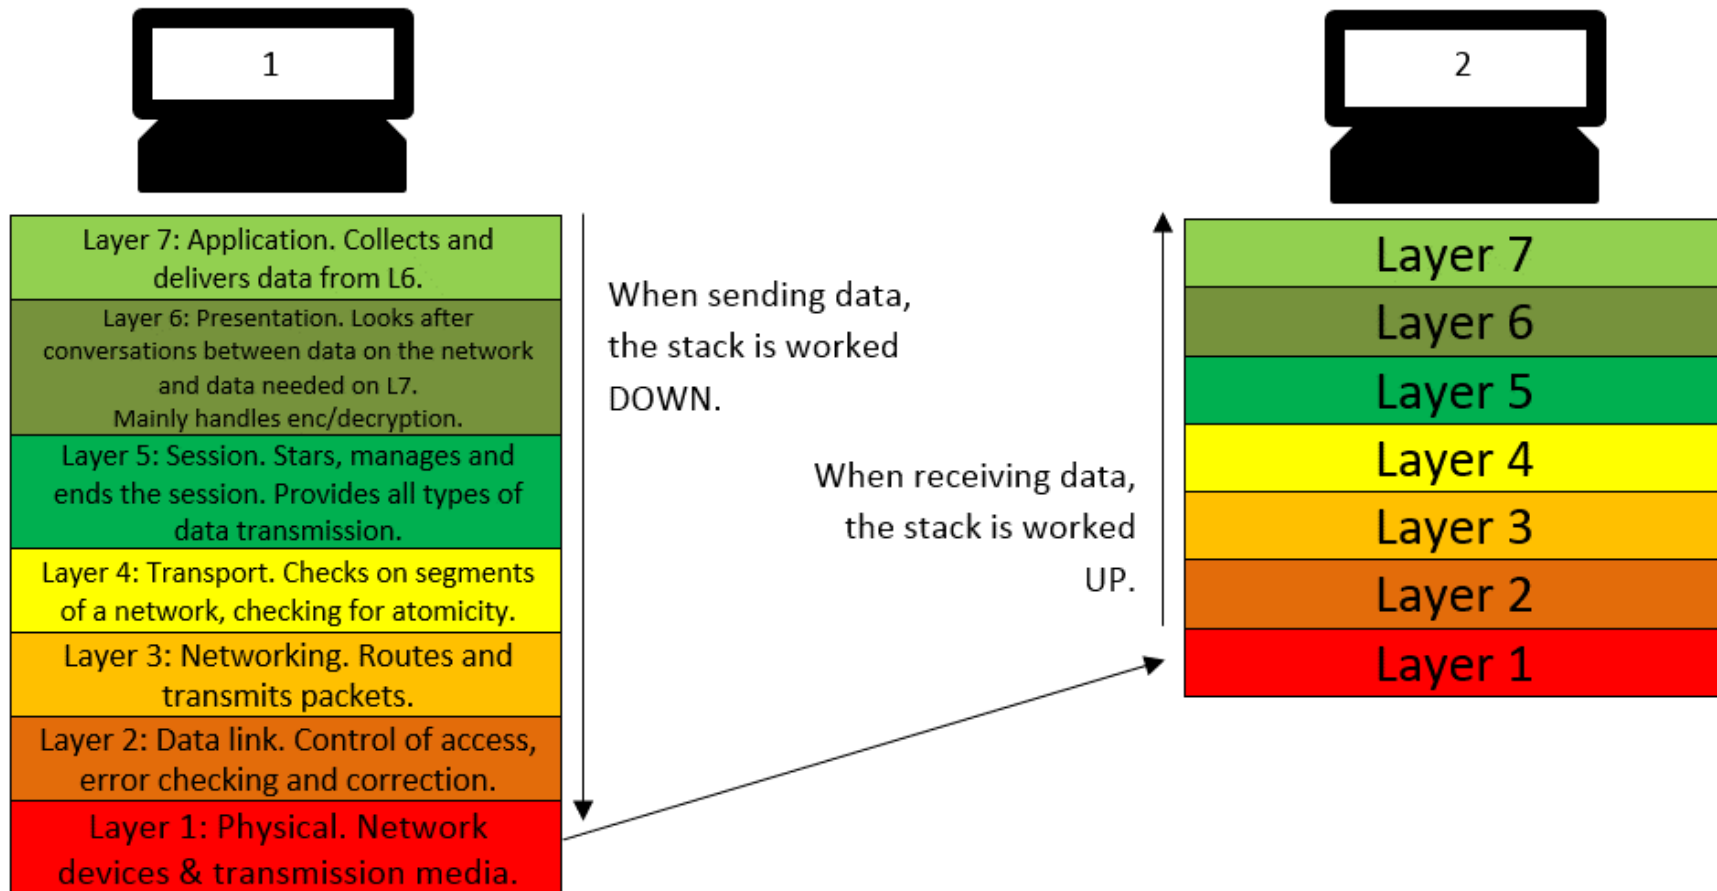 1
2
Layer 7: Application. Collects and
delivers data from L6.
Layer 6: Presentation. Looks after
conversations between data on the network
and data needed on L7.
Mainly handles enc/decryption.
Layer 5: Session. Stars, manages and
ends the session. Provides all types of
data transmission.
Layer 4: Transport. Checks on segments
of a network, checking for atomicity.
Layer 3: Networking. Routes and
transmits packets.
Layer 2: Data link. Control of access,
error checking and correction.
Layer 1: Physical. Network
devices & transmission media.
When sending data,
the stack is worked
DOWN.
When receiving data,
the stack is worked
UP.
Layer 7
Layer 6
Layer 5
Layer 4
Layer 3
Layer 2
Layer 1